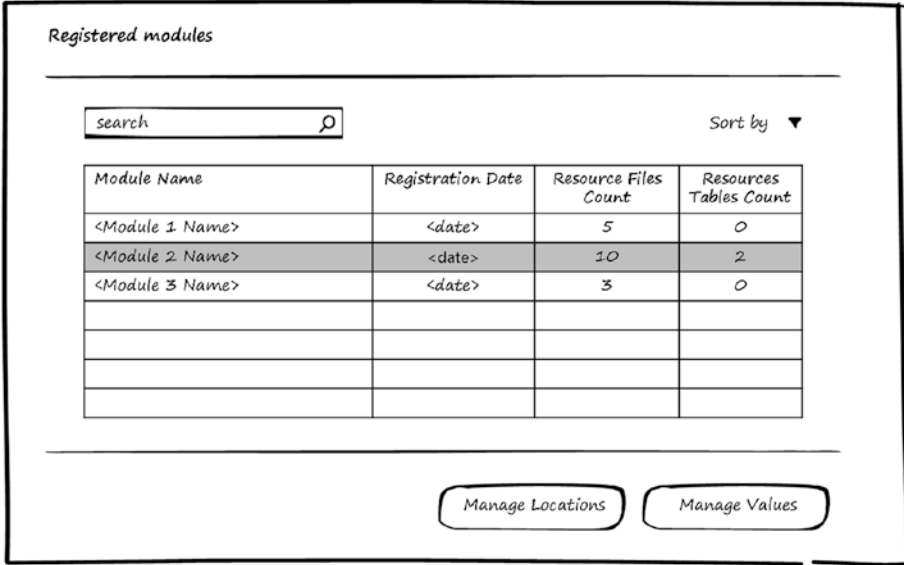 Registered modules
search
Sort by
Module Name Registration Date Resource Files Resources
Count Tables Count
<Module 1 Name> <date> 5 0
<Module 2 Name> <date> 10 2
<Module 3 Name> <date> 3 0
Manage Locations Manage Values